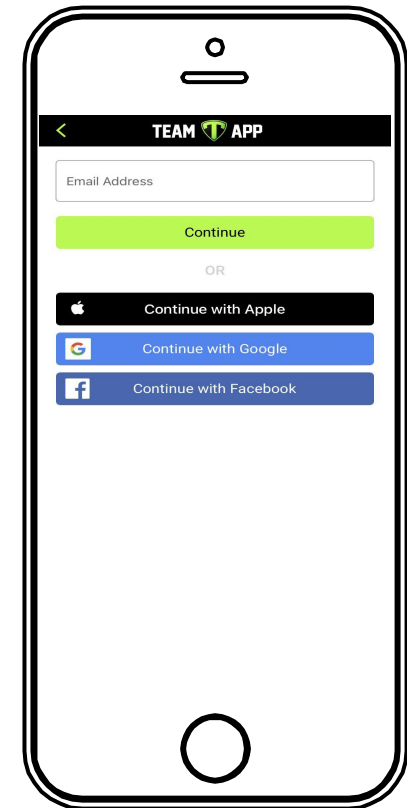 TEAM APP
Email Address
Continue
OR
Continue with Apple
Continue with Google
Continue with Facebook